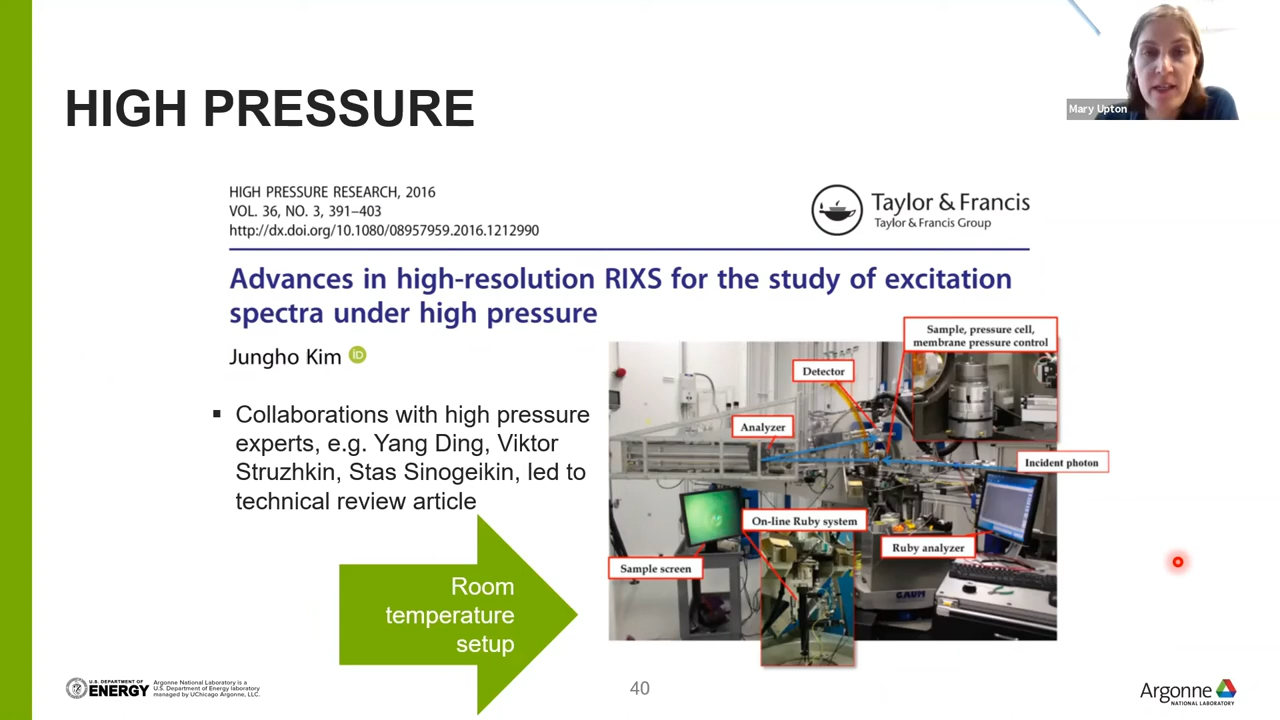 Mary Upton
HIGH PRESSURE
HIGH PRESSURE RESEARCH, 2016
VOL. 36, NO. 3, 391–403
http://dx.doi.org/10.1080/08957959.2016.1212990
Taylor & Francis
Taylor & Francis Group
Advances in high-resolution RIXS for the study of excitation
spectra under high pressure
Jungho Kim iD
▪ Collaborations with high pressure
experts, e.g. Yang Ding, Viktor
Struzhkin, Stas Sinogeikin, led to
technical review article
Room
temperature
setup
Sample, pressure cell,
membrane pressure control
Detector
Analyzer
Incident photon
On-line Ruby system
Ruby analyzer
Sample screen
GAUM
U.S. DEPARTMENT OF
ENERGY
Argonne National Laboratory is a
U.S. Department of Energy laboratory
managed by UChicago Argonne, LLC.
40
Argonne
NATIONAL LABORATORY